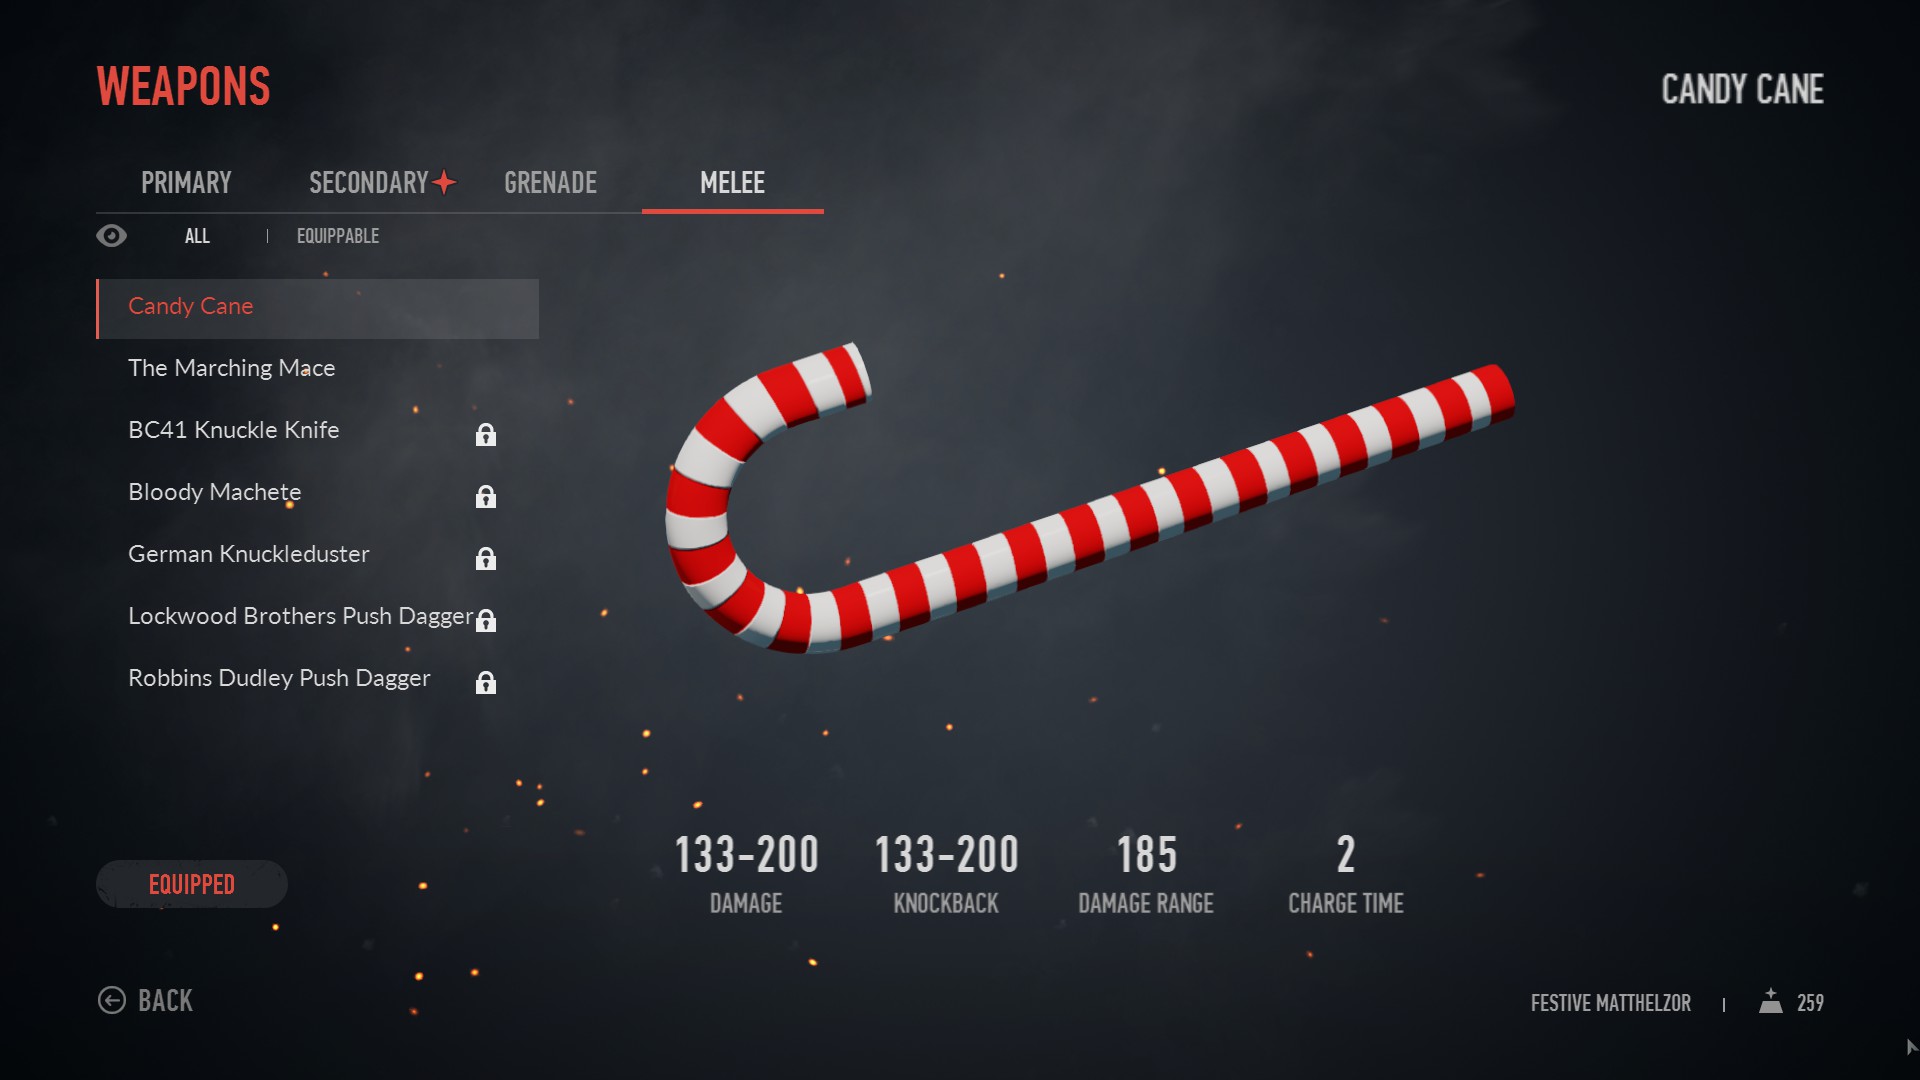 WEAPONS
CANDY CANE
PRIMARY SECONDARY GRENADE MELEE
ALL | EQUIPPABLE
Candy Cane
The Marching Mace
BC41 Knuckle Knife
Bloody Machete
German Knuckleduster
Lockwood Brothers Push Dagger
Robbins Dudley Push Dagger
133-200 133-200 185 2
DAMAGE KNOCKBACK DAMAGE RANGE CHARGE TIME
EQUIPPED
BACK
FESTIVE MATTHELZOR | 259